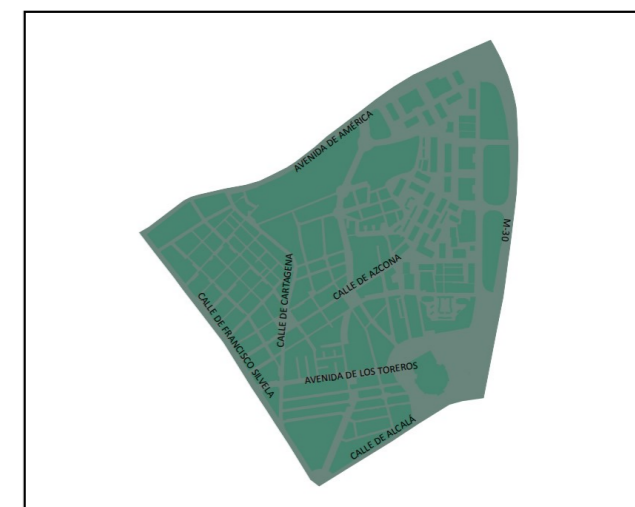 AVENIDA DE AMÉRICA
M-30
CALLE DE CARTAGENA
CALLE DE AZCONA
CALLE DE FRANCISCO SILVELA
AVENIDA DE LOS TOREROS
CALLE DE ALCALÁ